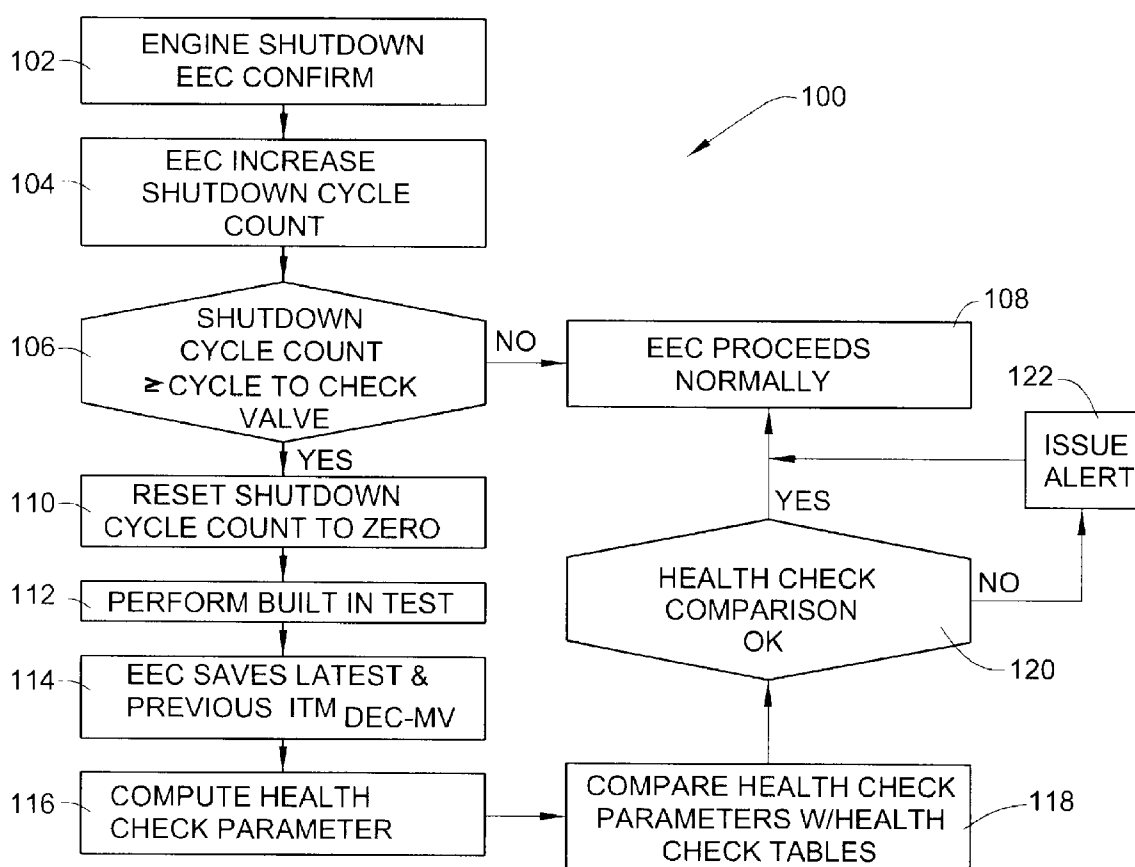 102
ENGINE SHUTDOWN
EEC CONFIRM
100
104
EEC INCREASE
SHUTDOWN CYCLE
COUNT
106
SHUTDOWN
CYCLE COUNT
≥ CYCLE TO CHECK
VALVE
NO
YES
108
EEC PROCEEDS
NORMALLY
122
ISSUE
ALERT
110
RESET SHUTDOWN
CYCLE COUNT TO ZERO
112
PERFORM BUILT IN TEST
114
EEC SAVES LATEST &
PREVIOUS ITM DEC-MV
116
COMPUTE HEALTH
CHECK PARAMETER
COMPARE HEALTH CHECK
PARAMETERS W/HEALTH
CHECK TABLES
118
YES
HEALTH CHECK
COMPARISON
OK
NO
120